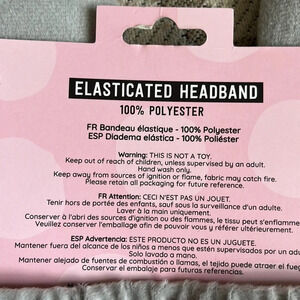 ELASTICATED HEADBAND
100% POLYESTER
FR Bandeau élastique - 100% Polyester
ESP Diadema elástica - 100% Poliéster
Warning: THIS IS NOT A TOY.
Keep out of reach of children, unless supervised by an adult.
Hand wash only.
Keep away from sources of ignition or flame, fabric may catch fire.
Please retain all packaging for future reference.
FR Attention: CECI N'EST PAS UN JOUET.
Tenir hors de portée des enfants, sauf sous la surveillance d'un adulte.
Laver à la main uniquement.
Conserver à l'abri des sources d'ignition ou des flammes, le tissu peut s'enflamme
Veuillez conserver l'emballage afin de pouvoir vous y référer ultérieurement.
ESP Advertencia: ESTE PRODUCTO NO ES UN JUGUETE.
Mantener fuera del alcance de los niños a menos que estén supervisados por un ad
Solo lavado a mano.
Mantener alejado de fuentes de combustión o llamas, el tejido puede atraer el fueg
Conservar el embalaje para futuras referencias.